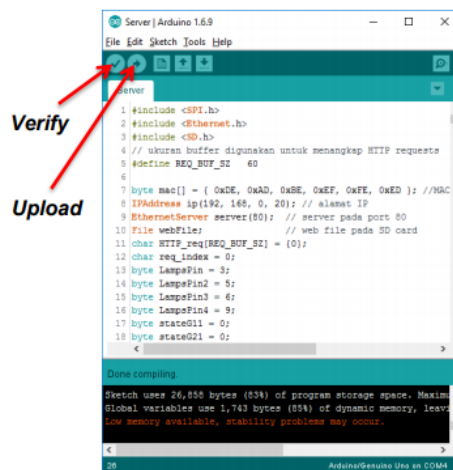 Server | Arduino 1.6.9
File Edit Sketch Tools Help
Verify
Upload
Server
1 #include <SPI.h>
2 #include <Ethernet.h>
3 #include <SD.h>
4 // ukuran buffer digunakan untuk menangkap HTTP requests
5 #define REQ_BUF_SZ 60
6
7 byte mac[] = { 0xDE, 0xAD, 0xBE, 0xEF, 0xFE, 0xED }; //MAC
8 IPAddress ip(192, 168, 0, 20); // alamat IP
9 EthernetServer server(80); // server pada port 80
10 File webFile; // web file pada SD card
11 char HTTP_req[REQ_BUF_SZ] = {0};
12 char req_index = 0;
13 byte LampsPin = 3;
14 byte LampsPin2 = 5;
15 byte LampsPin3 = 6;
16 byte LampsPin4 = 9;
17 byte stateG11 = 0;
18 byte stateG21 = 0;
Done compiling.
Sketch uses 26,858 bytes (83%) of program storage space. Maximu
Global variables use 1,743 bytes (85%) of dynamic memory, leavi
Low memory available, stability problems may occur.
26
Arduino/Genuino Uno on COM4